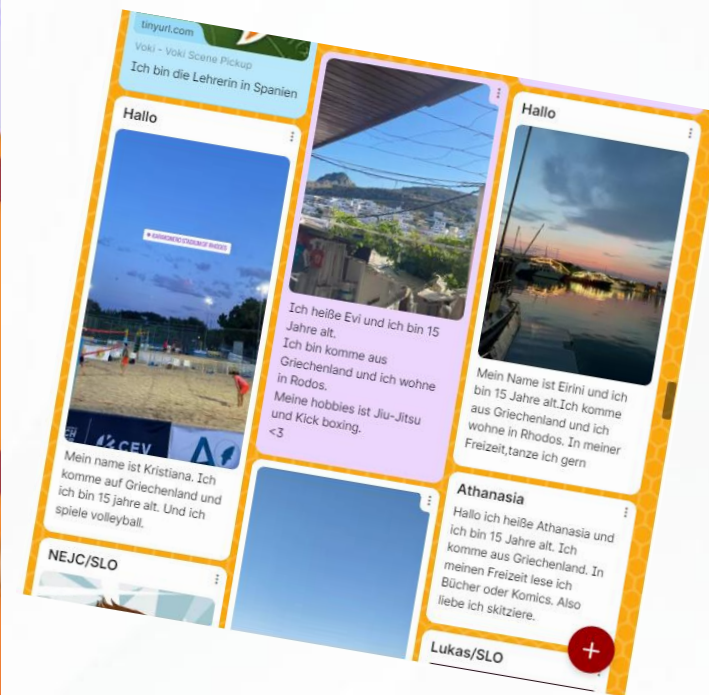 tinyurl.com
Voki - Voki Scene Pickup
Ich bin die Lehrerin in Spanien
Hallo
CEV
Mein name ist Kristiana. Ich
komme auf Griechenland und
ich bin 15 jahre alt. Und ich
spiele volleyball.
NEJC/SLO
Ich heiße Evi und ich bin 15
Jahre alt.
Ich bin komme aus
Griechenland und ich wohne
in Rodos.
Meine hobbies ist Jiu-Jitsu
und Kick boxing.
<3
Hallo
Mein Name ist Eirini und ich
bin 15 Jahre alt.Ich komme
aus Griechenland und ich
wohne in Rhodos. In meiner
Freizeit,tanze ich gern
Athanasia
Hallo ich heiße Athanasia und
ich bin 15 Jahre alt. Ich
komme aus Griechenland. In
meinen Freizeit lese ich
Bücher oder Komics. Also
liebe ich skitziere.
Lukas/SLO